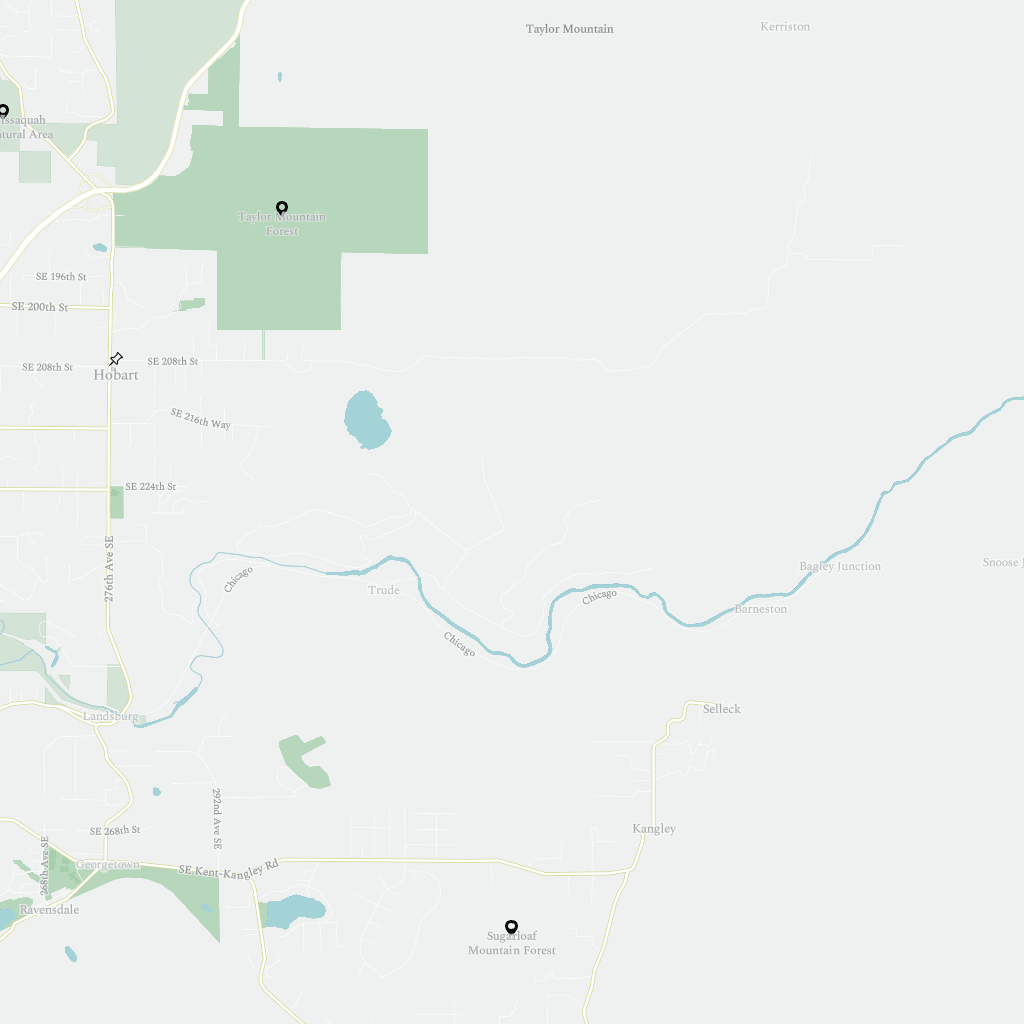 Taylor Mountain
Kerriston
Issaquah
atural Area
Taylor Mountain
Forest
SE 196th St
SE 200th St
SE 208th St
SE 208th St
Hobart
SE 216th Way
SE 224th St
276th Ave SE
Chicago
Trude
Chicago
Chicago
Bagley Junction
Snoose J
Barneston
Landsburg
Selleck
292nd Ave SE
SE 268th St
Kangley
268th Ave SE
Georgetown
SE Kent-Kangley Rd
Ravensdale
Sugarloaf
Mountain Forest